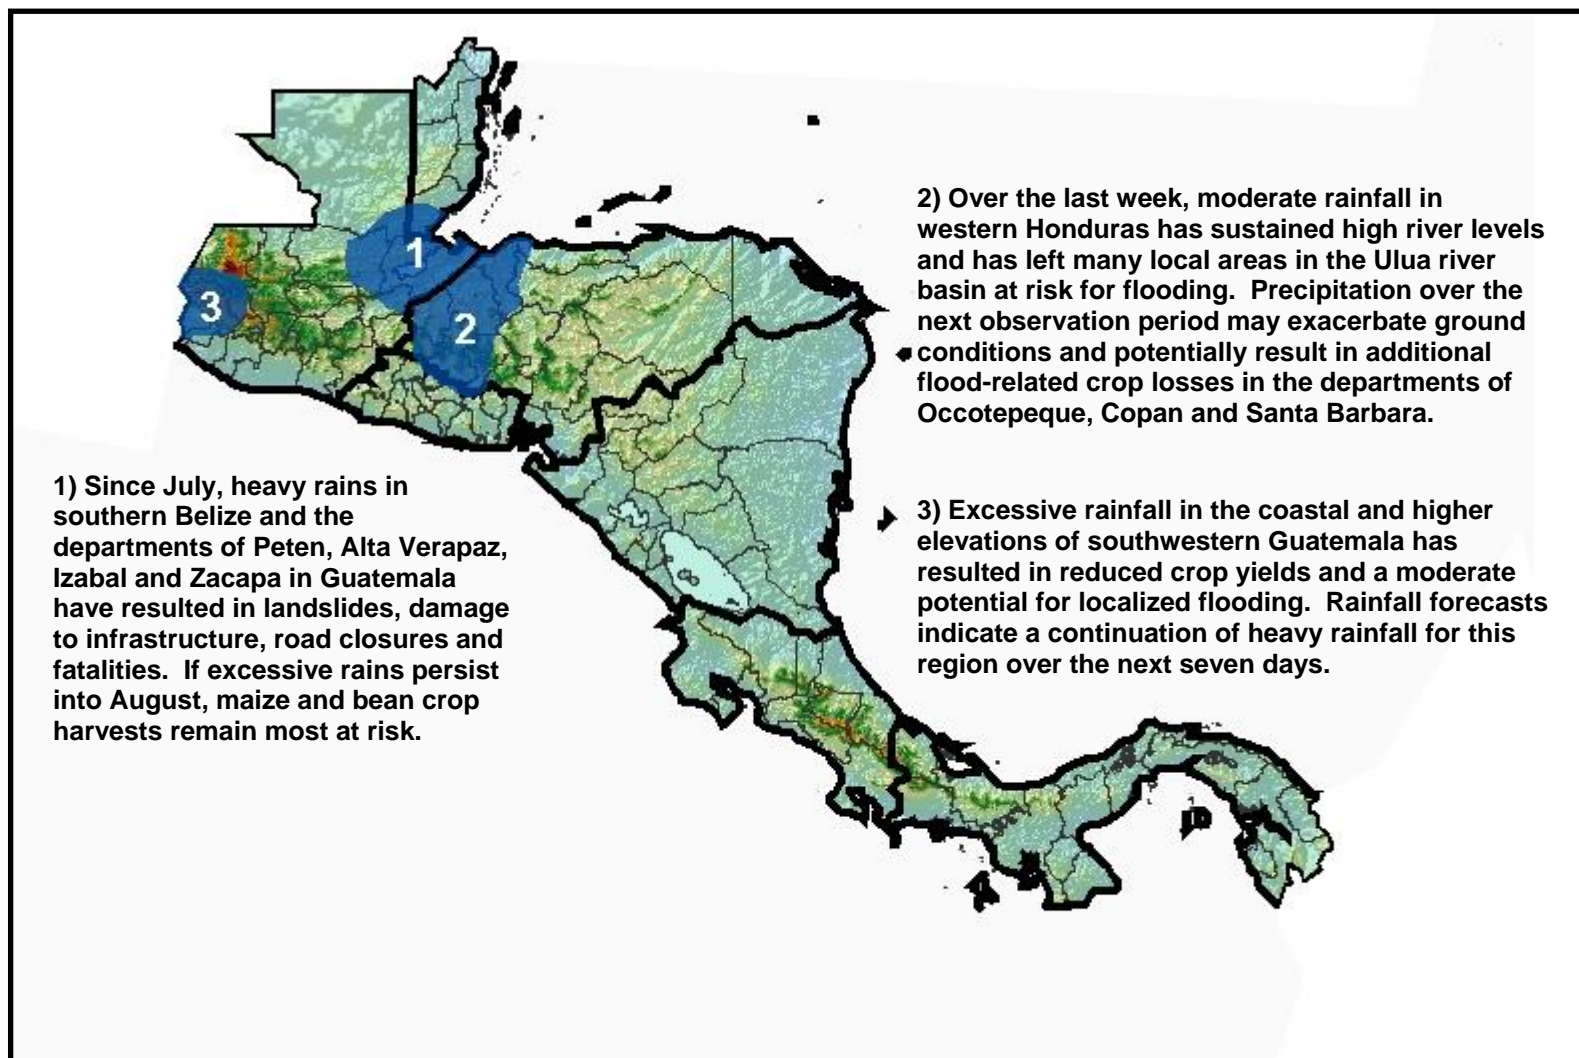 1
2
3
2) Over the last week, moderate rainfall in
western Honduras has sustained high river levels
and has left many local areas in the Ulua river
basin at risk for flooding.  Precipitation over the
next observation period may exacerbate ground
conditions and potentially result in additional
flood-related crop losses in the departments of
Occotepeque, Copan and Santa Barbara.
1) Since July, heavy rains in
southern Belize and the
departments of Peten, Alta Verapaz,
Izabal and Zacapa in Guatemala
have resulted in landslides, damage
to infrastructure, road closures and
fatalities.  If excessive rains persist
into August, maize and bean crop
harvests remain most at risk.
3) Excessive rainfall in the coastal and higher
elevations of southwestern Guatemala has
resulted in reduced crop yields and a moderate
potential for localized flooding.  Rainfall forecasts
indicate a continuation of heavy rainfall for this
region over the next seven days.